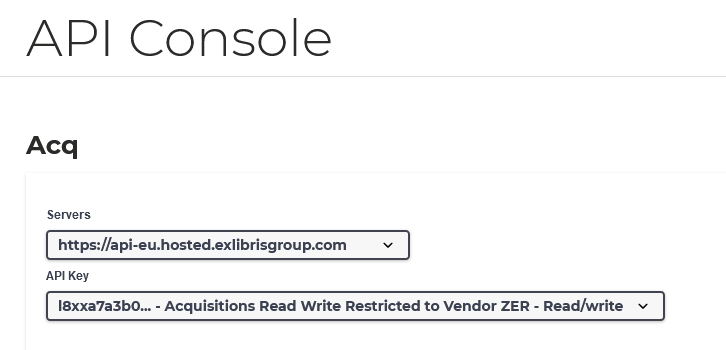 API Console
Acq
Servers
https://api-eu.hosted.exlibrisgroup.com
API Key
l8xxa7a3b0... - Acquisitions Read Write Restricted to Vendor ZER - Read/write